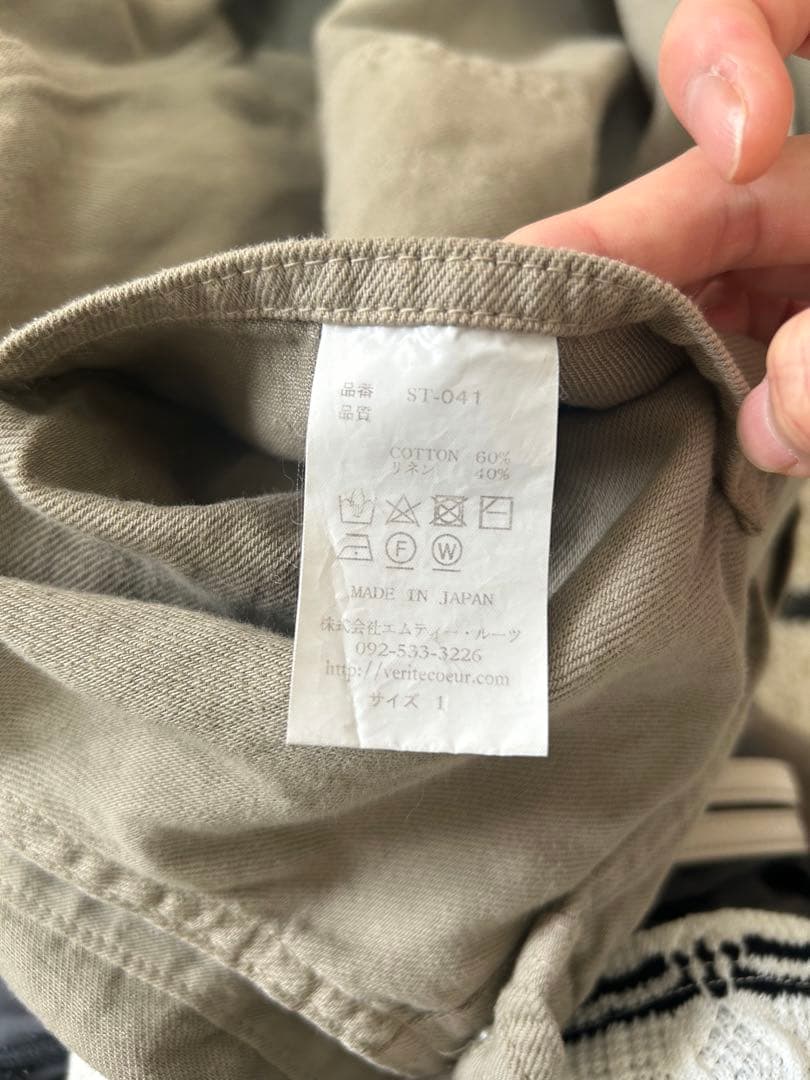 品番 ST-041
品質
COTTON 60%
リネン 40%
F W
MADE IN JAPAN
株式会社エムティー・ルーツ
092-533-3226
http://veritecoeur.com
サイズ 1